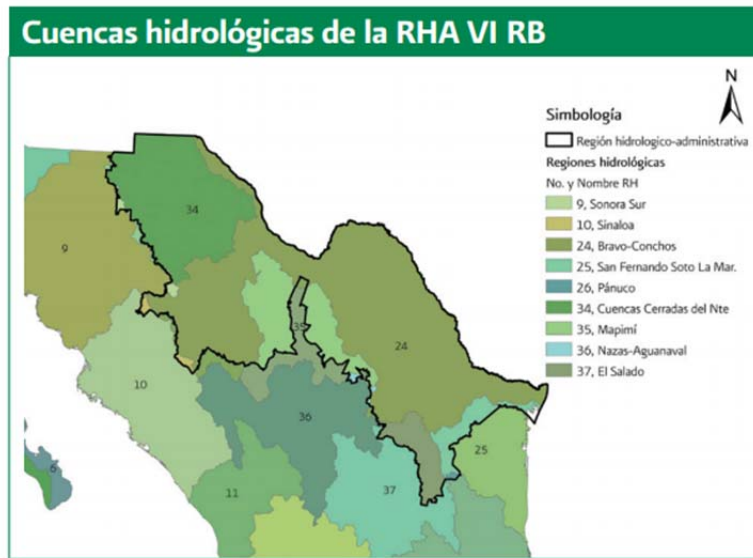 Cuencas hidrológicas de la RHA VI RB
N
Simbología
Región hidrologico-administrativa
Regiones hidrológicas
No. y Nombre RH
9, Sonora Sur
10, Sinaloa
24, Bravo-Conchos
25, San Fernando Soto La Mar.
26, Pánuco
34, Cuencas Cerradas del Nte
35, Mapimí
36, Nazas-Aguanaval
37, El Salado
34
9
35
24
10
36
25
6
11
37